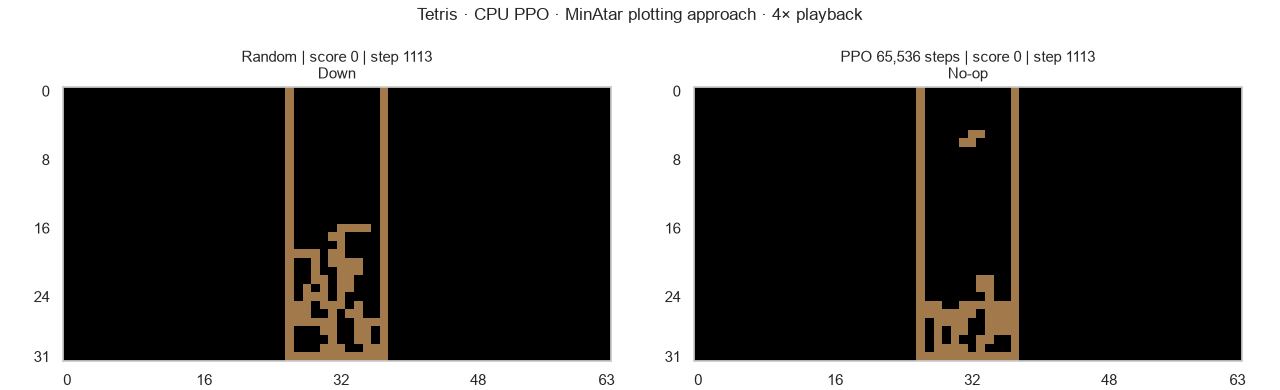 Tetris · CPU PPO · MinAtar plotting approach · 4× playback
Random | score 0 | step 1113
Down
0
8
16
24
31
0 16 32 48 63
PPO 65,536 steps | score 0 | step 1113
No-op
0
8
16
24
31
0 16 32 48 63